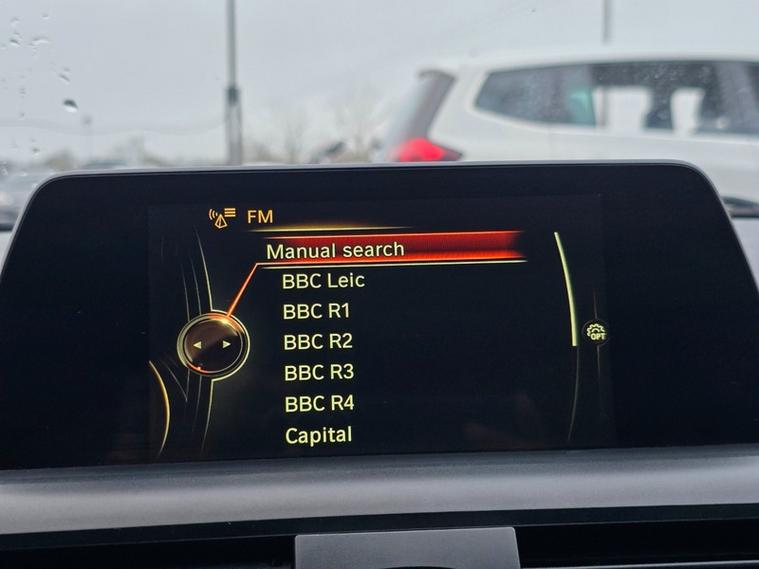 FM
Manual search
BBC Leic
BBC R1
BBC R2
OPT
BBC R3
BBC R4
Capital